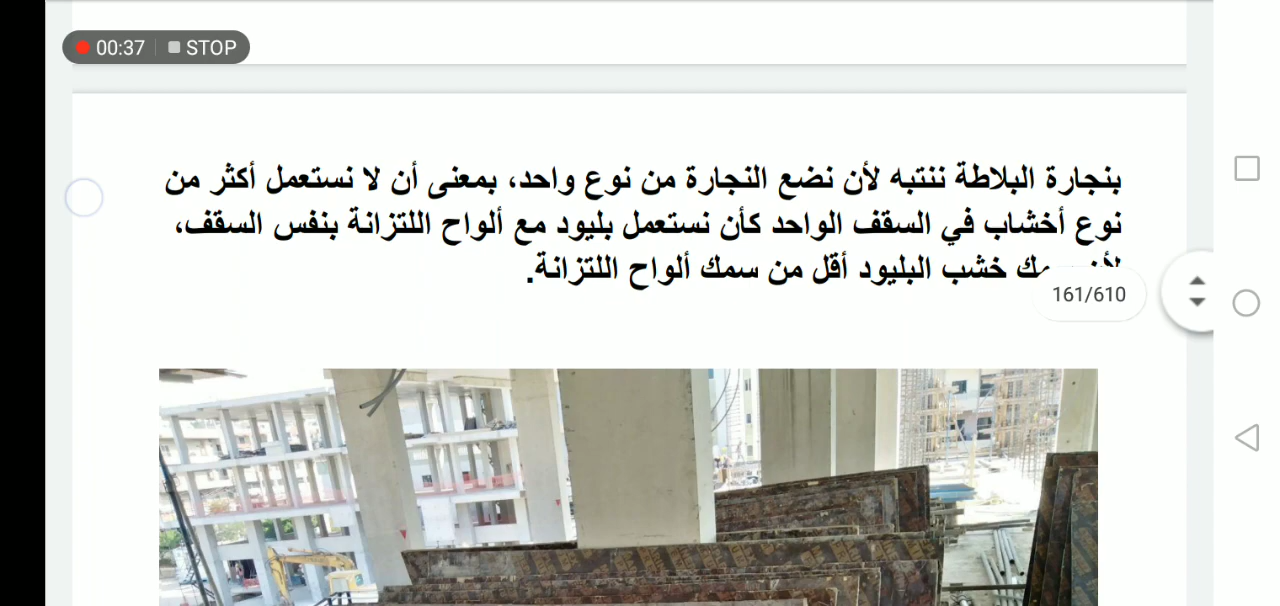 00:37 STOP
بنجارة البلاطة ننتبه لأن نضع النجارة من نوع واحد، بمعنى أن لا نستعمل أكثر من
نوع أخشاب في السقف الواحد كأن نستعمل بليود مع ألواح اللتزانة بنفس السقف،
خشب البليود أقل من سمك ألواح اللتزانة.
161/610